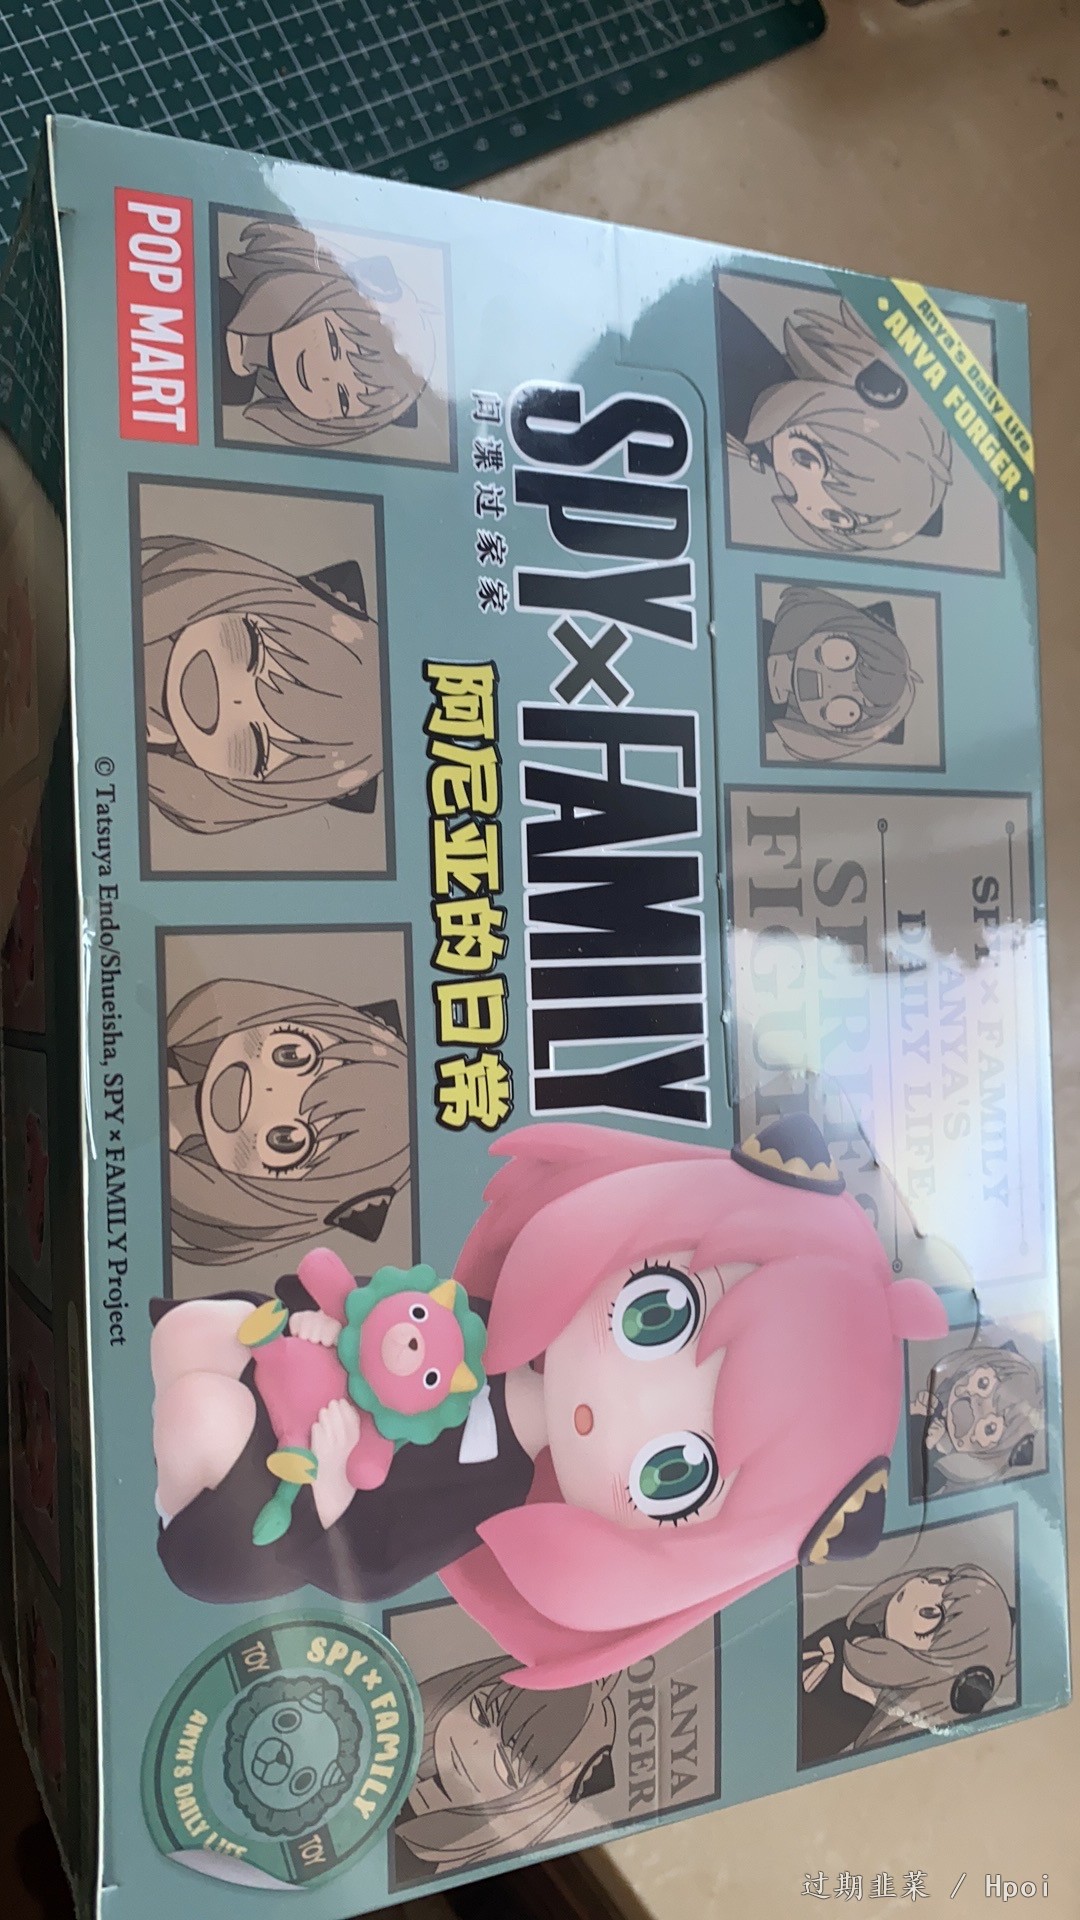 POP MART
Anya's Daily Life
• ANYA FORGER •
SPY × FAMILY
ANYA'S
DAILY LIFE
SERIES
SPY×FAMILY
间谍过家家
阿尼亚的日常
ANYA
FORGER
SPY × FAMILY
TOY
TOY
ANYA'S DAILY LIFE
© Tatsuya Endo/Shueisha, SPY×FAMILY Project
过期韭菜 / Hpoi